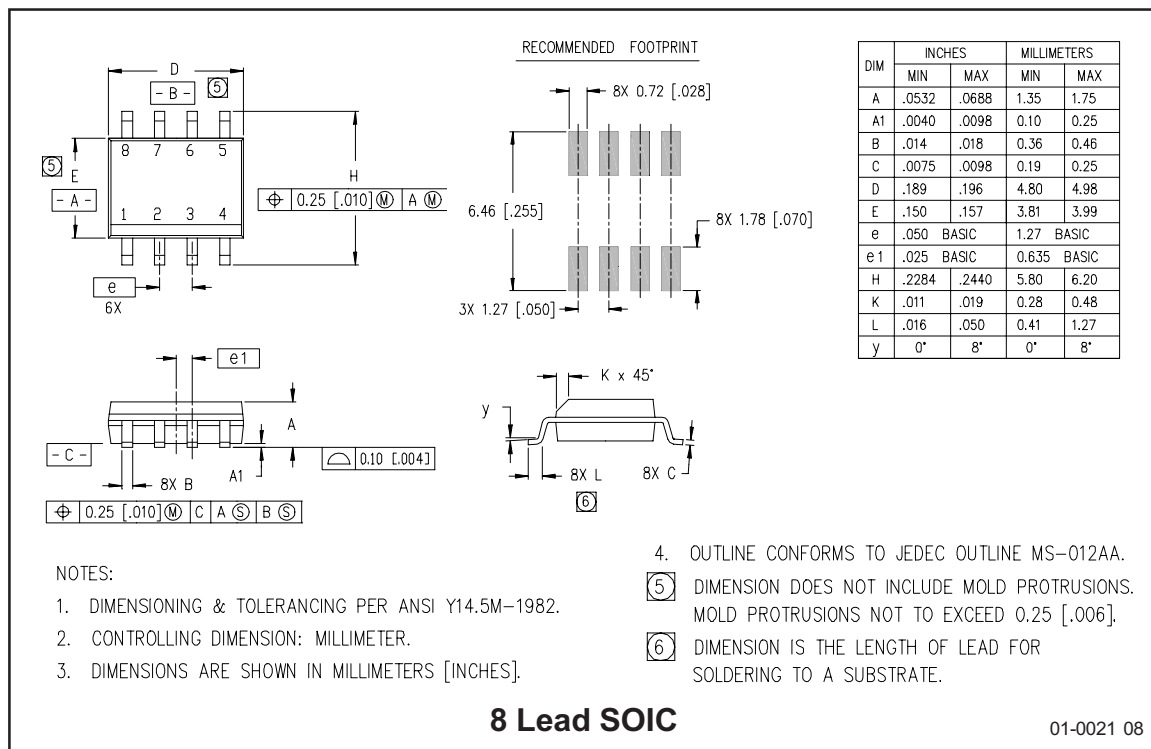 RECOMMENDED FOOTPRINT
D
- B -
5
8 7 6 5
5
E
- A -
H
⌖ 0.25 [.010] Ⓜ A Ⓜ
1 2 3 4
e
6X
8X 0.72 [.028]
6.46 [.255]
8X 1.78 [.070]
3X 1.27 [.050]
DIM INCHES MILLIMETERS
MIN MAX MIN MAX
A .0532 .0688 1.35 1.75
A1 .0040 .0098 0.10 0.25
B .014 .018 0.36 0.46
C .0075 .0098 0.19 0.25
D .189 .196 4.80 4.98
E .150 .157 3.81 3.99
e .050 BASIC 1.27 BASIC
e1 .025 BASIC 0.635 BASIC
H .2284 .2440 5.80 6.20
K .011 .019 0.28 0.48
L .016 .050 0.41 1.27
y 0° 8° 0° 8°
e1
A
- C -
A1
8X B
⌓ 0.10 [.004]
⌖ 0.25 [.010] Ⓜ C A Ⓢ B Ⓢ
K x 45°
y
8X L
6
8X C
NOTES:
1. DIMENSIONING & TOLERANCING PER ANSI Y14.5M-1982.
2. CONTROLLING DIMENSION: MILLIMETER.
3. DIMENSIONS ARE SHOWN IN MILLIMETERS [INCHES].
4. OUTLINE CONFORMS TO JEDEC OUTLINE MS-012AA.
5 DIMENSION DOES NOT INCLUDE MOLD PROTRUSIONS.
MOLD PROTRUSIONS NOT TO EXCEED 0.25 [.006].
6 DIMENSION IS THE LENGTH OF LEAD FOR
SOLDERING TO A SUBSTRATE.
8 Lead SOIC
01-0021 08